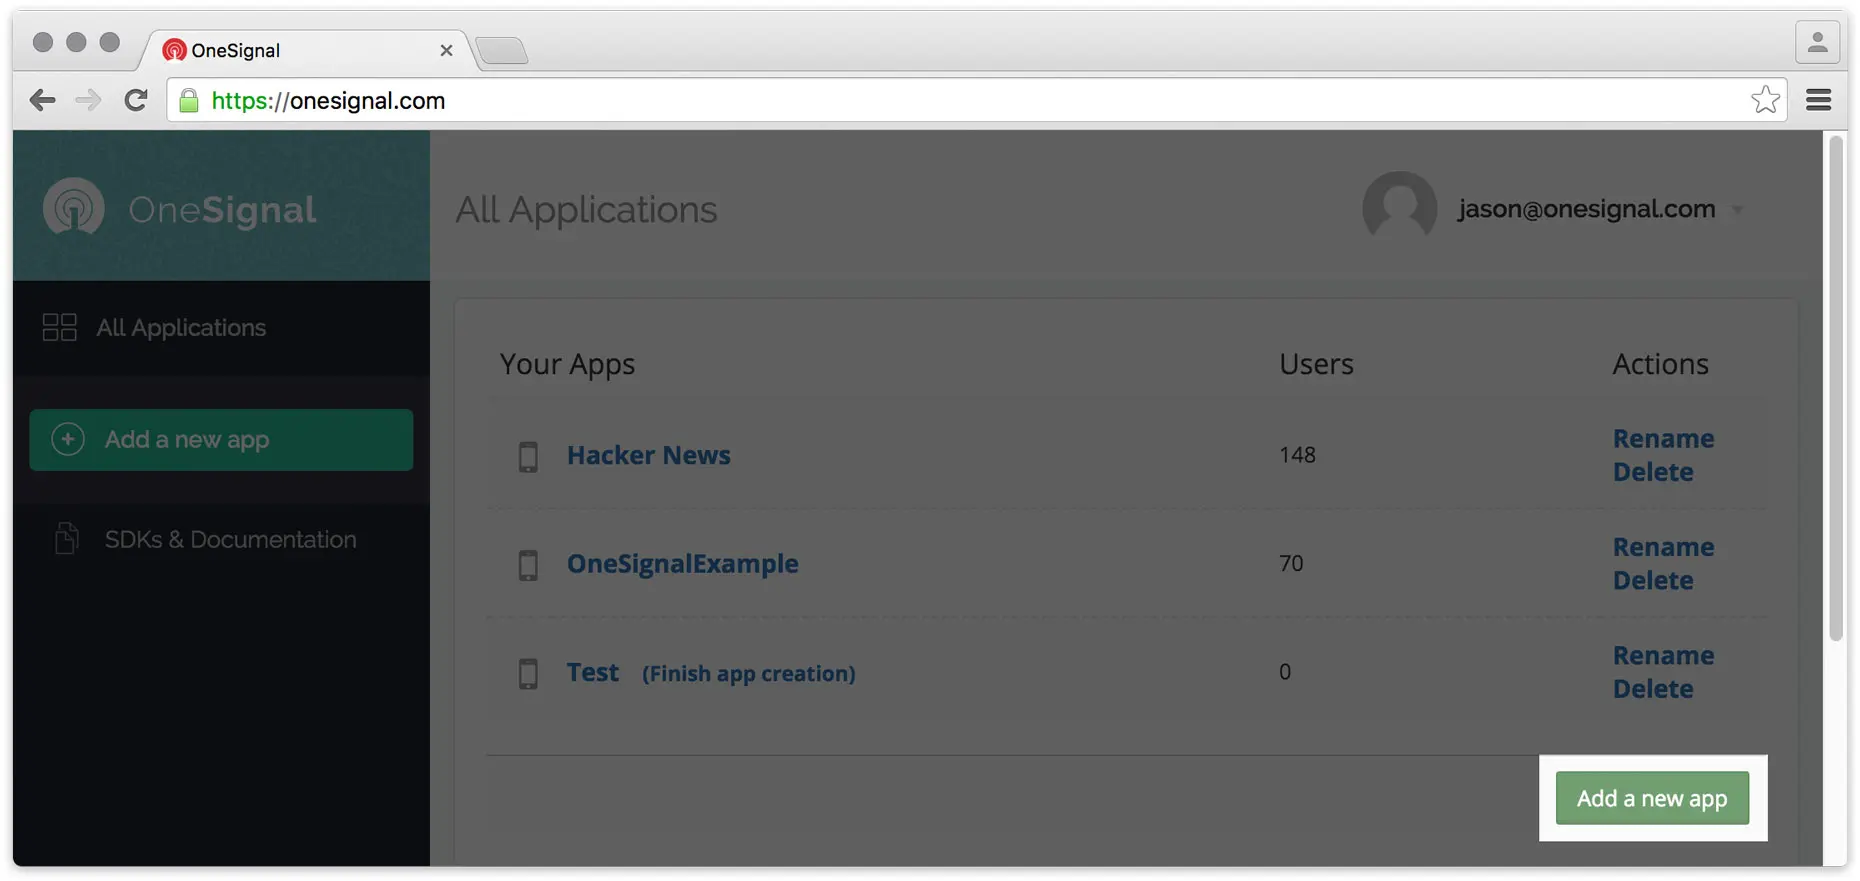 OneSignal
https://onesignal.com
OneSignal
All Applications
jason@onesignal.com
All Applications
Add a new app
SDKs & Documentation
Your Apps Users Actions
Hacker News 148 Rename
Delete
OneSignalExample 70 Rename
Delete
Test (Finish app creation) 0 Rename
Delete
Add a new app